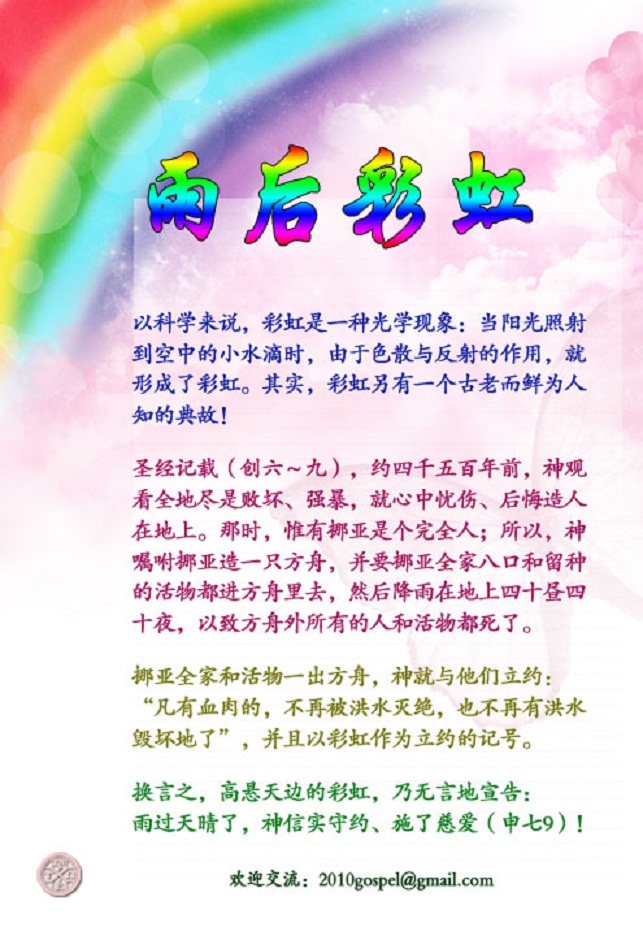 雨后彩虹
以科学来说，彩虹是一种光学现象：当阳光照射
到空中的小水滴时，由于色散与反射的作用，就
形成了彩虹。其实，彩虹另有一个古老而鲜为人
知的典故！
圣经记载（创六～九），约四千五百年前，神观
看全地尽是败坏、强暴，就心中忧伤、后悔造人
在地上。那时，惟有挪亚是个完全人；所以，神
嘱咐挪亚造一只方舟，并要挪亚全家八口和留种
的活物都进方舟里去，然后降雨在地上四十昼四
十夜，以致方舟外所有的人和活物都死了。
挪亚全家和活物一出方舟，神就与他们立约：
“凡有血肉的，不再被洪水灭绝，也不再有洪水
毁坏地了”，并且以彩虹作为立约的记号。
换言之，高悬天边的彩虹，乃无言地宣告：
雨过天晴了，神信实守约、施了慈爱（申七9）！
欢迎交流：2010gospel@gmail.com